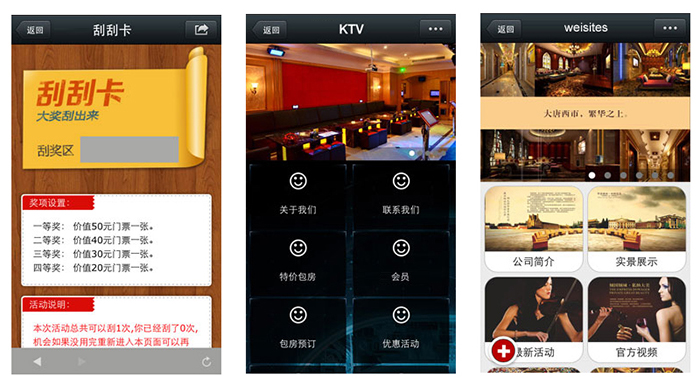 返回
刮刮卡
刮刮卡
大奖刮出来
刮奖区
奖项设置:
一等奖: 价值50元门票一张。
二等奖: 价值40元门票一张。
三等奖: 价值30元门票一张。
四等奖: 价值20元门票一张。
活动说明:
本次活动总共可以刮1次,你已经刮了0次,
机会如果没用完重新进入本页面可以再
返回
KTV
关于我们
联系我们
特价包房
会员
包房预订
优惠活动
返回
weisites
大唐西市、繁华之上。
公司简介
实景展示
最新活动
官方视频